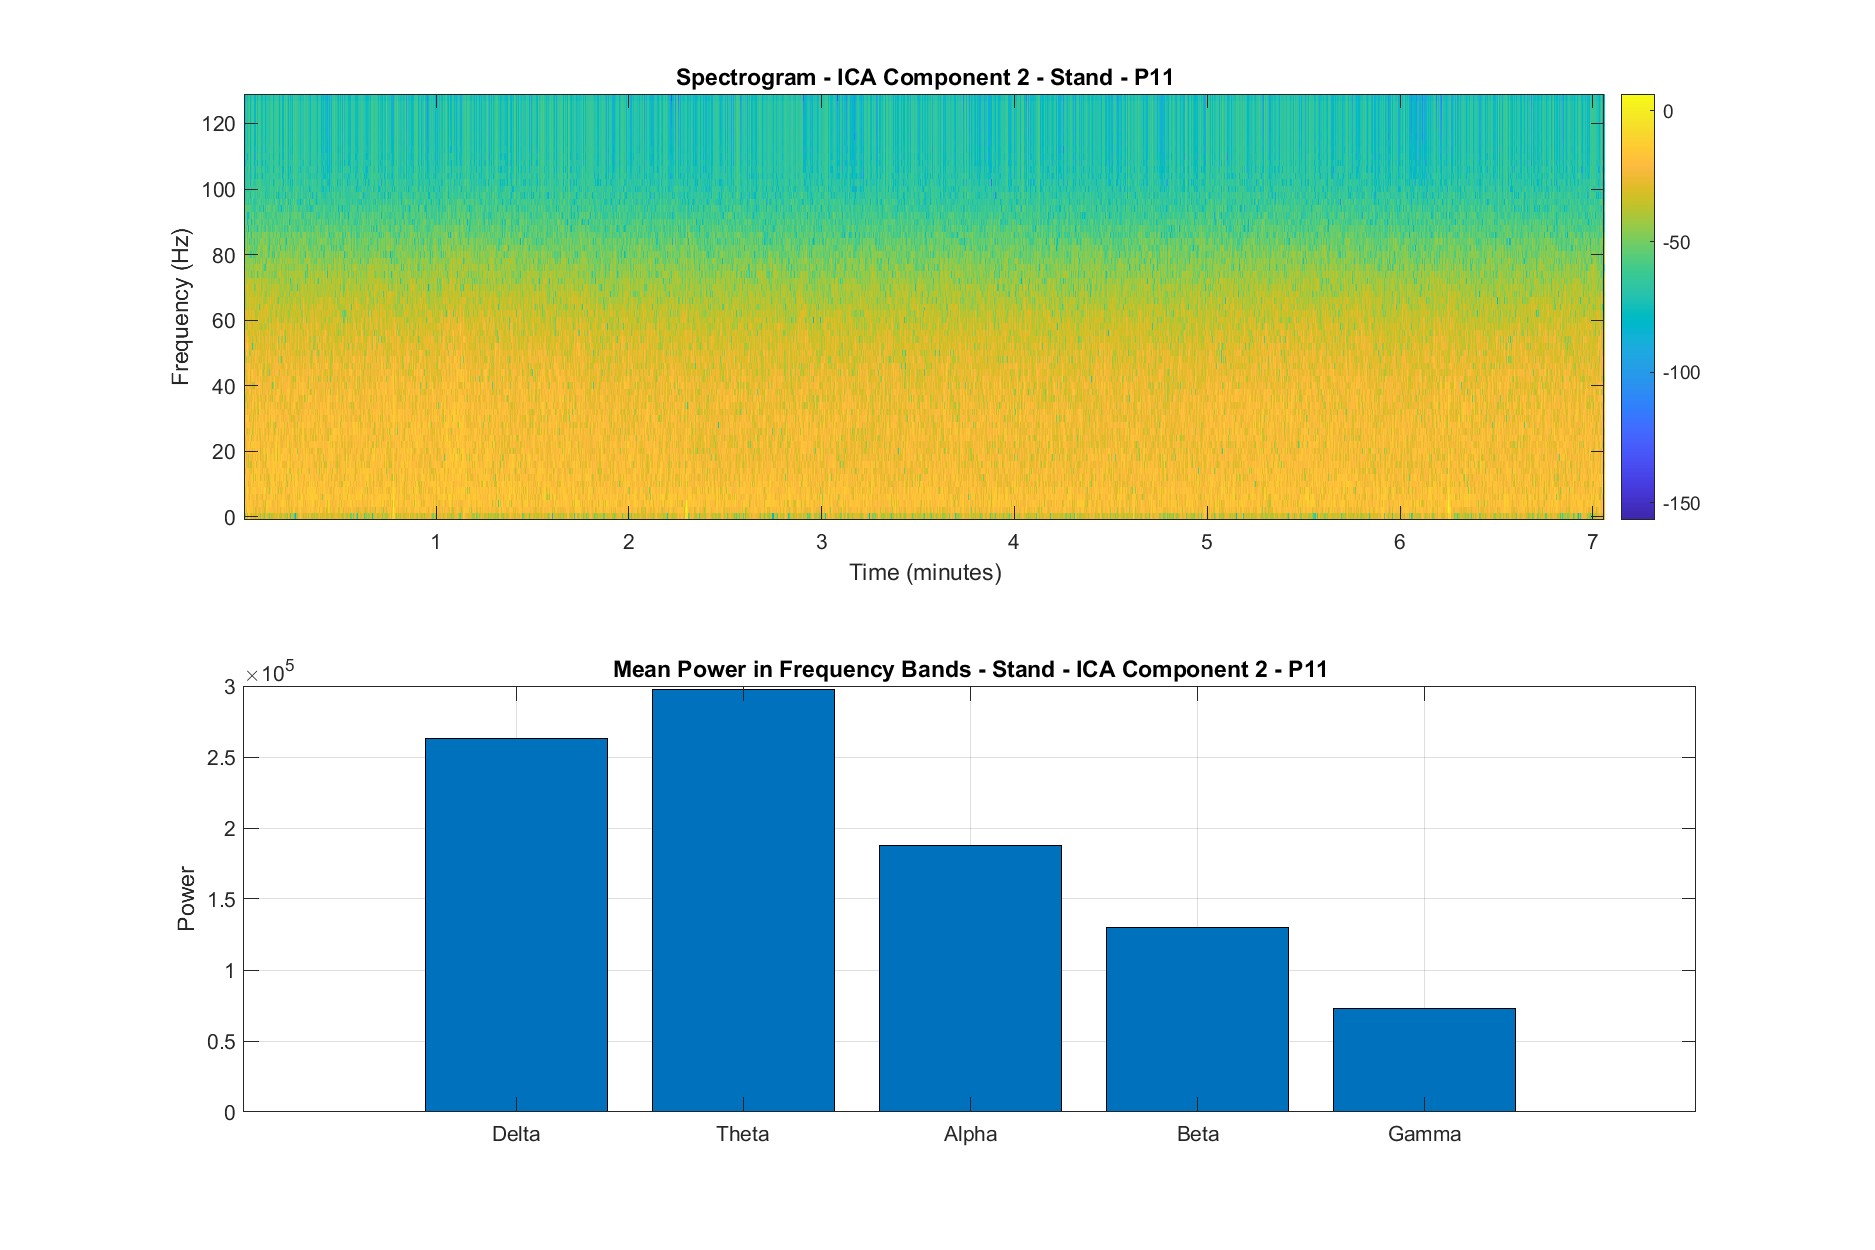 Spectrogram - ICA Component 2 - Stand - P11
120
100
80
60
40
20
0
Frequency (Hz)
1 2 3 4 5 6 7
Time (minutes)
0
-50
-100
-150
Mean Power in Frequency Bands - Stand - ICA Component 2 - P11
×10^5
3
2.5
2
1.5
1
0.5
0
Power
Delta Theta Alpha Beta Gamma